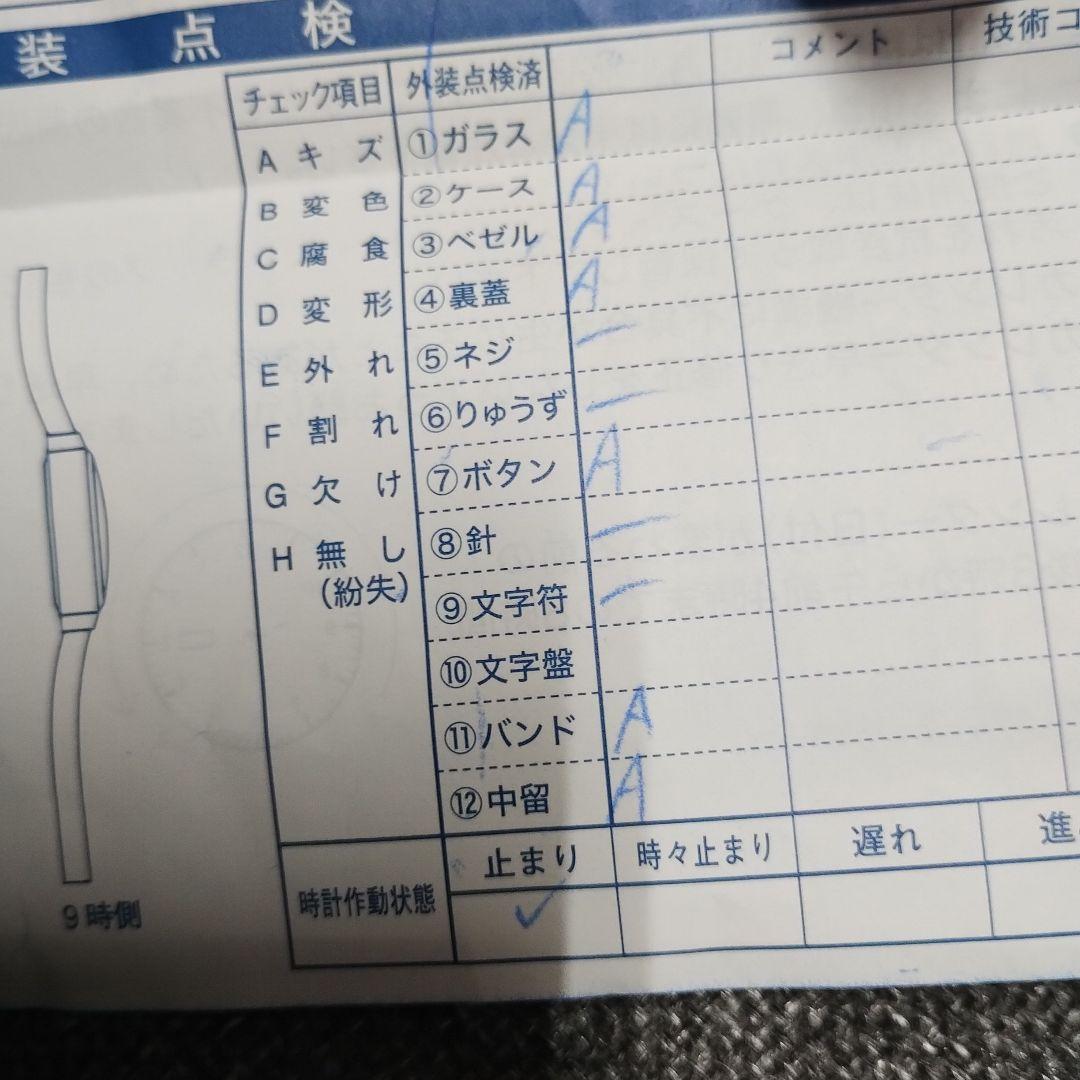 装点検
チェック項目 外装点検済 コメント 技術コ
A キズ ①ガラス A
B 変色 ②ケース A
C 腐食 ③ベゼル A
D 変形 ④裏蓋 A
E 外れ ⑤ネジ ー
F 割れ ⑥りゅうず ー
G 欠け ⑦ボタン A
H 無し ⑧針 ー
(紛失) ⑨文字符 ー
⑩文字盤
⑪バンド A
⑫中留 A
止まり 時々止まり 遅れ 進
時計作動状態 ✓
9時側